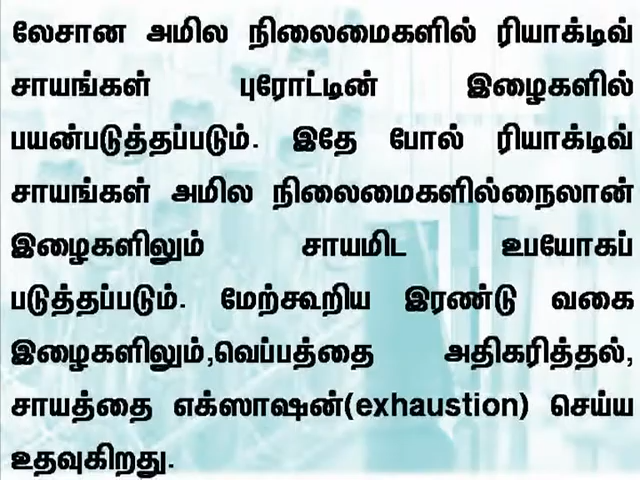 லேசான அமில நிலைமைகளில் ரியாக்டிவ்
சாயங்கள் புரோட்டின் இழைகளில்
பயன்படுத்தப்படும். இதே போல் ரியாக்டிவ்
சாயங்கள் அமில நிலைமைகளில்நைலான்
இழைகளிலும் சாயமிட உபயோகப்
படுத்தப்படும். மேற்கூறிய இரண்டு வகை
இழைகளிலும்,வெப்பத்தை அதிகரித்தல்,
சாயத்தை எக்ஸாஷன்(exhaustion) செய்ய
உதவுகிறது.